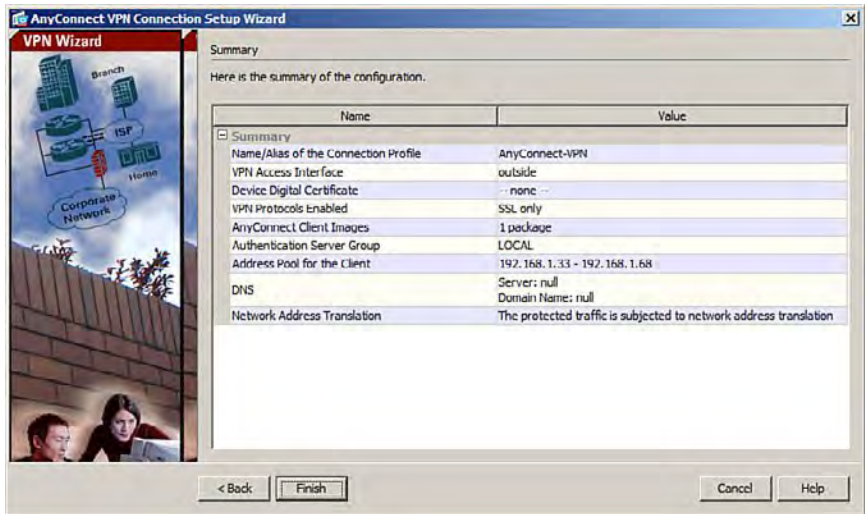 AnyConnect VPN Connection Setup Wizard
VPN Wizard
Branch
ISP
Home
Corporate Network
Summary
Here is the summary of the configuration.
Name Value
Summary
Name/Alias of the Connection Profile AnyConnect-VPN
VPN Access Interface outside
Device Digital Certificate -- none --
VPN Protocols Enabled SSL only
AnyConnect Client Images 1 package
Authentication Server Group LOCAL
Address Pool for the Client 192.168.1.33 - 192.168.1.68
DNS Server: null
Domain Name: null
Network Address Translation The protected traffic is subjected to network address translation
< Back Finish Cancel Help